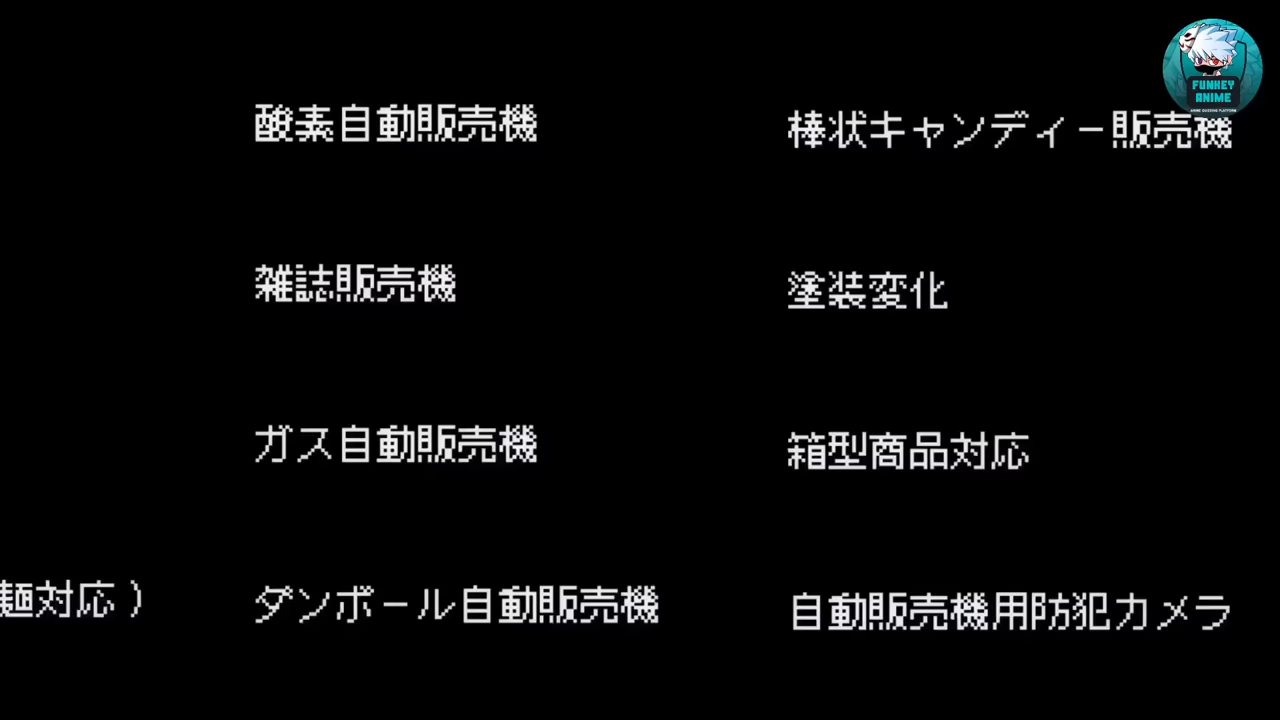 FUNKEY
ANIME
酸素自動販売機
棒状キャンディー販売機
雑誌販売機
塗装変化
ガス自動販売機
箱型商品対応
麺対応）
ダンボール自動販売機
自動販売機用防犯カメラ